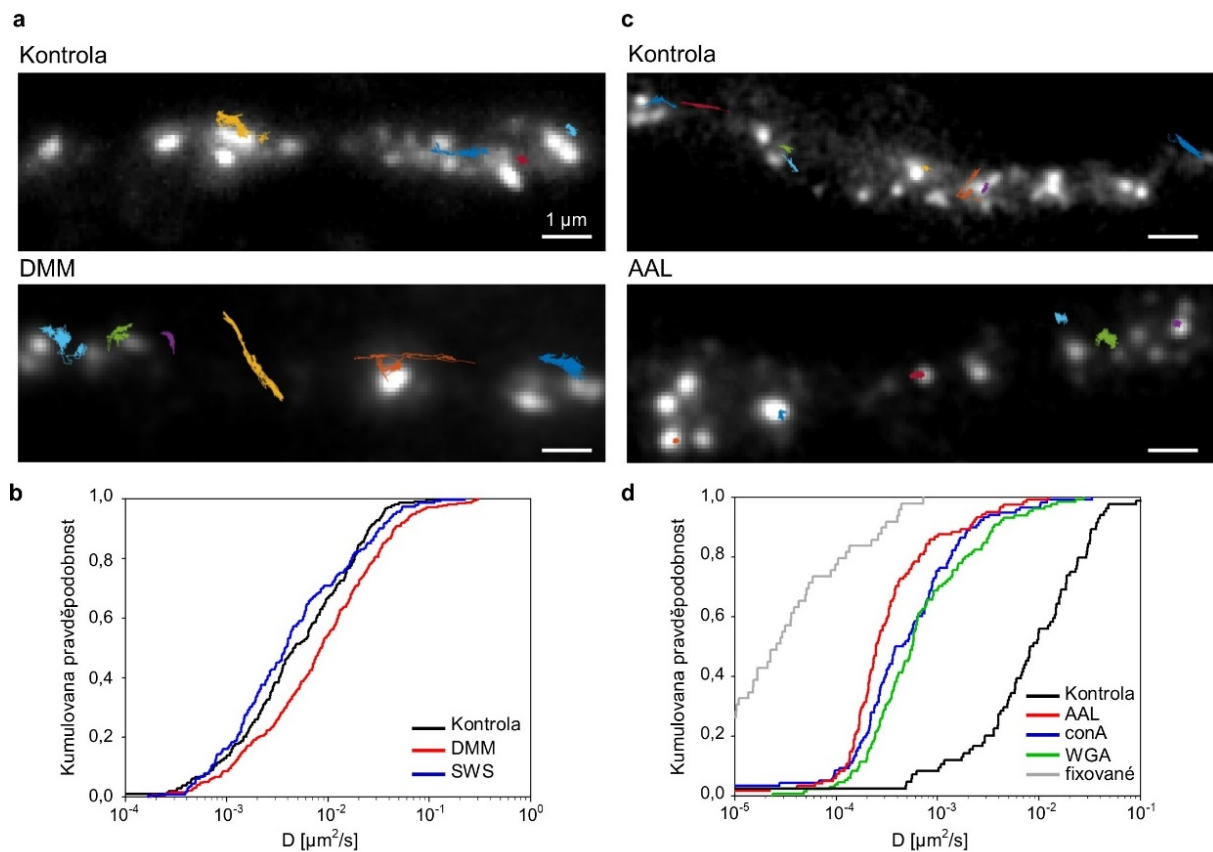 a
Kontrola
1 µm
DMM
b
Kumulovana pravděpodobnost
1,0
0,8
0,6
0,4
0,2
0,0
Kontrola
DMM
SWS
10-4
10-3
10-2
10-1
100
D [µm2/s]
c
Kontrola
AAL
d
Kumulovana pravděpodobnost
1,0
0,8
0,6
0,4
0,2
0,0
Kontrola
AAL
conA
WGA
fixované
10-5
10-4
10-3
10-2
10-1
D [µm2/s]